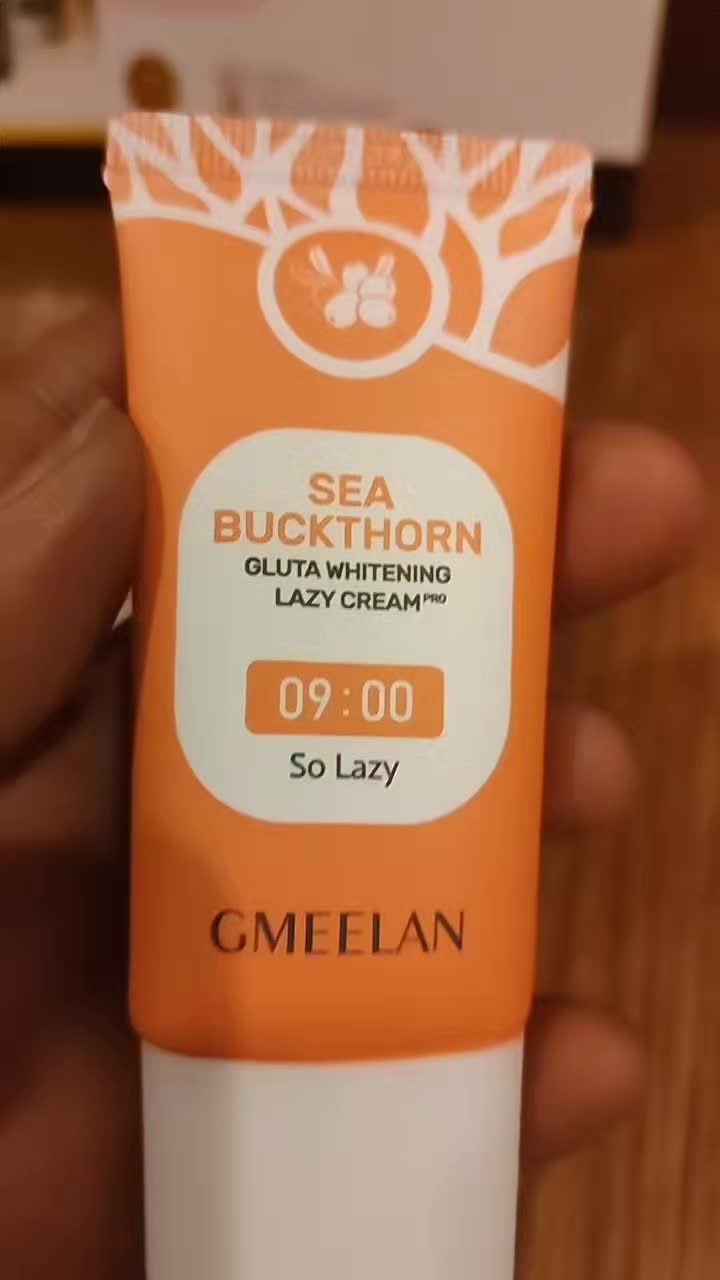 SEA
BUCKTHORN
GLUTA WHITENING
LAZY CREAM PRO
09:00
So Lazy
GMEELAN